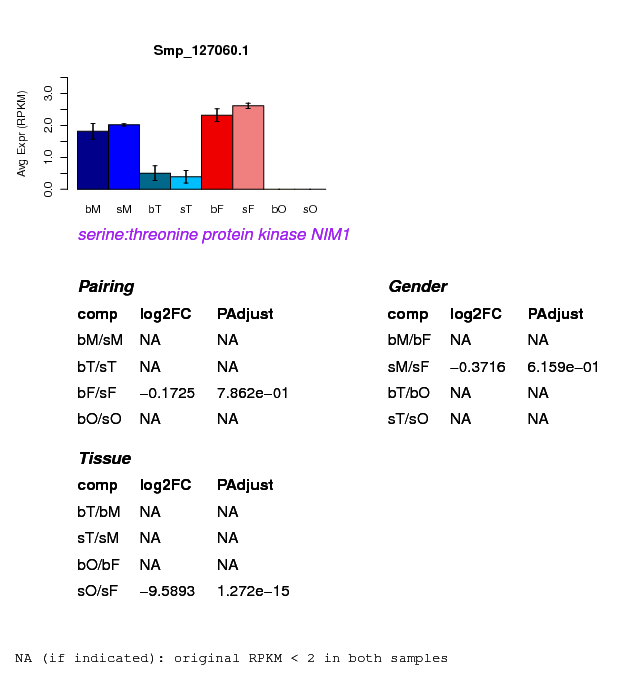 Smp_127060.1
Avg Expr (RPKM)
3.0
2.0
1.0
0.0
bM sM bT sT bF sF bO sO
serine:threonine protein kinase NIM1
Pairing
comp log2FC PAdjust
bM/sM NA NA
bT/sT NA NA
bF/sF −0.1725 7.862e−01
bO/sO NA NA
Gender
comp log2FC PAdjust
bM/bF NA NA
sM/sF −0.3716 6.159e−01
bT/bO NA NA
sT/sO NA NA
Tissue
comp log2FC PAdjust
bT/bM NA NA
sT/sM NA NA
bO/bF NA NA
sO/sF −9.5893 1.272e−15
NA (if indicated): original RPKM < 2 in both samples